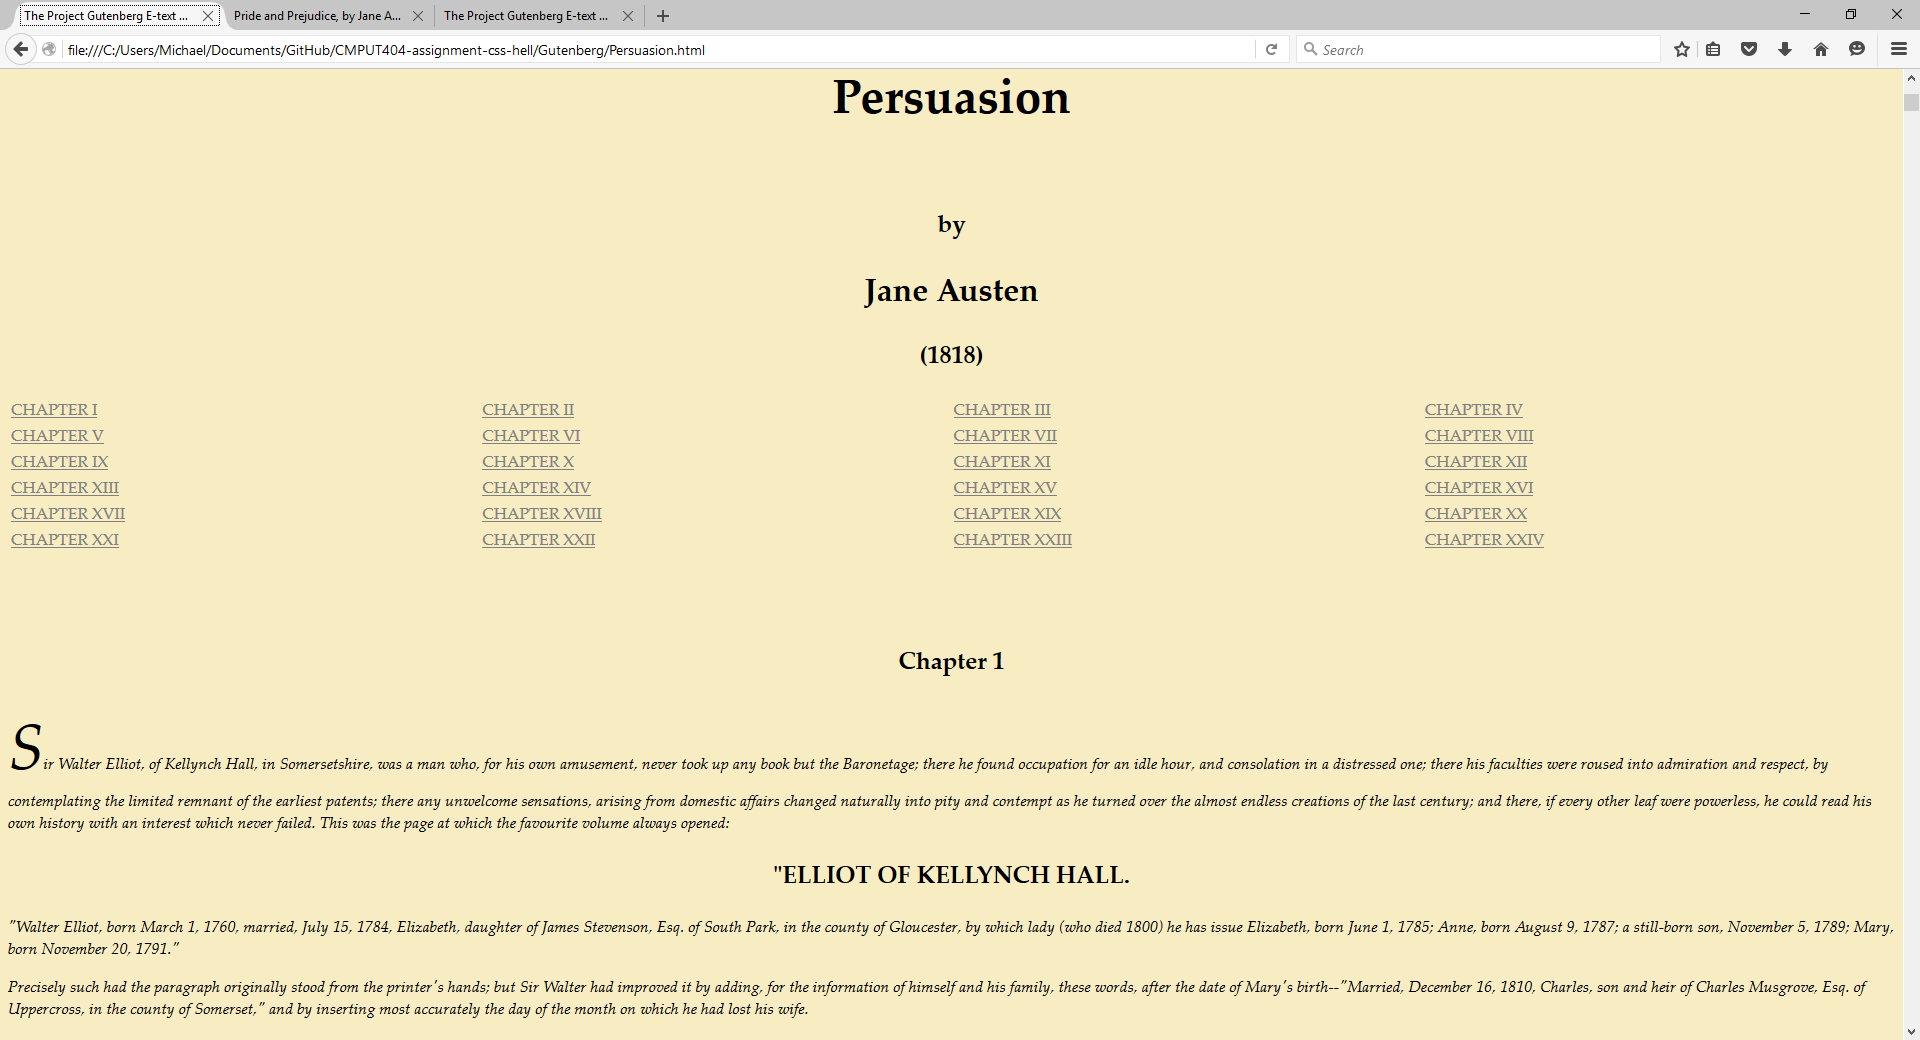 The Project Gutenberg E-text ...
Pride and Prejudice, by Jane A...
The Project Gutenberg E-text ...
file:///C:/Users/Michael/Documents/GitHub/CMPUT404-assignment-css-hell/Gutenberg/Persuasion.html
Search
Persuasion
by
Jane Austen
(1818)
CHAPTER I CHAPTER II CHAPTER III CHAPTER IV
CHAPTER V CHAPTER VI CHAPTER VII CHAPTER VIII
CHAPTER IX CHAPTER X CHAPTER XI CHAPTER XII
CHAPTER XIII CHAPTER XIV CHAPTER XV CHAPTER XVI
CHAPTER XVII CHAPTER XVIII CHAPTER XIX CHAPTER XX
CHAPTER XXI CHAPTER XXII CHAPTER XXIII CHAPTER XXIV
Chapter 1
Sir Walter Elliot, of Kellynch Hall, in Somersetshire, was a man who, for his own amusement, never took up any book but the Baronetage; there he found occupation for an idle hour, and consolation in a distressed one; there his faculties were roused into admiration and respect, by
contemplating the limited remnant of the earliest patents; there any unwelcome sensations, arising from domestic affairs changed naturally into pity and contempt as he turned over the almost endless creations of the last century; and there, if every other leaf were powerless, he could read his
own history with an interest which never failed. This was the page at which the favourite volume always opened:
"ELLIOT OF KELLYNCH HALL.
"Walter Elliot, born March 1, 1760, married, July 15, 1784, Elizabeth, daughter of James Stevenson, Esq. of South Park, in the county of Gloucester, by which lady (who died 1800) he has issue Elizabeth, born June 1, 1785; Anne, born August 9, 1787; a still-born son, November 5, 1789; Mary,
born November 20, 1791."
Precisely such had the paragraph originally stood from the printer's hands; but Sir Walter had improved it by adding, for the information of himself and his family, these words, after the date of Mary's birth--"Married, December 16, 1810, Charles, son and heir of Charles Musgrove, Esq. of
Uppercross, in the county of Somerset," and by inserting most accurately the day of the month on which he had lost his wife.